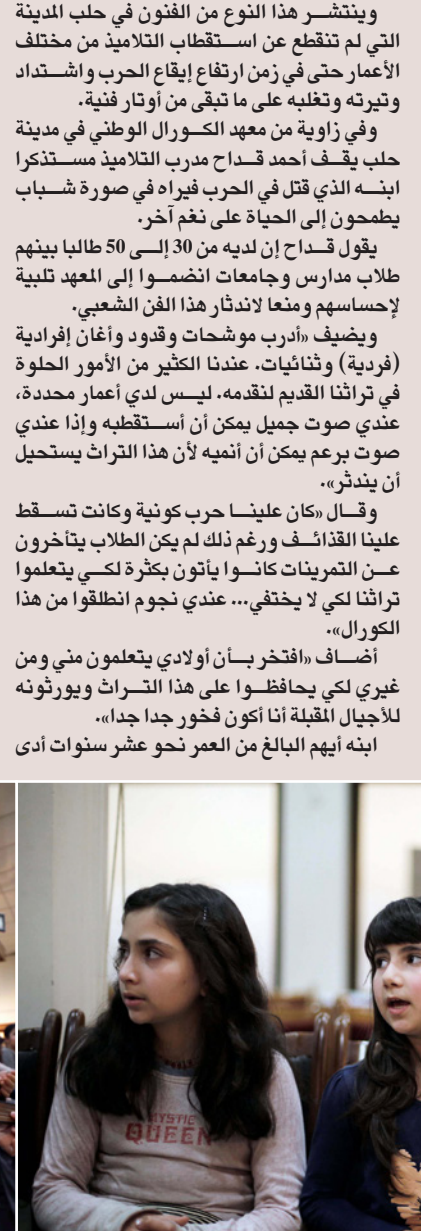 وينتشر هذا النوع من الفنون في حلب المدينة
التي لم تنقطع عن استقطاب التلاميذ من مختلف
الأعمار حتى في زمن ارتفاع إيقاع الحرب واشتداد
وتيرته وتغلبه على ما تبقى من أوتار فنية.
وفي زاوية من معهد الكورال الوطني في مدينة
حلب يقف أحمد قداح مدرب التلاميذ مستذكرا
ابنه الذي قتل في الحرب فيراه في صورة شباب
يطمحون إلى الحياة على نغم آخر.
يقول قداح إن لديه من 30 إلى 50 طالبا بينهم
طلاب مدارس وجامعات انضموا إلى المعهد تلبية
لإحساسهم ومنعا لاندثار هذا الفن الشعبي.
ويضيف «أدرب موشحات وقدود وأغان إفرادية
(فردية) وثنائيات. عندنا الكثير من الأمور الحلوة
في تراثنا القديم لنقدمه. ليس لدي أعمار محددة،
عندي صوت جميل يمكن أن أستقطبه وإذا عندي
صوت برعم يمكن أن أنميه لأن هذا التراث يستحيل
أن يندثر».
وقال «كان علينا حرب كونية وكانت تسقط
علينا القذائف ورغم ذلك لم يكن الطلاب يتأخرون
عن التمرينات كانوا يأتون بكثرة لكي يتعلموا
تراثنا لكي لا يختفي... عندي نجوم انطلقوا من هذا
الكورال».
أضاف «افتخر بأن أولادي يتعلمون مني ومن
غيري لكي يحافظوا على هذا التراث ويورثونه
للأجيال المقبلة أنا أكون فخور جدا جدا».
ابنه أيهم البالغ من العمر نحو عشر سنوات أدى
MYSTIC
QUEEN